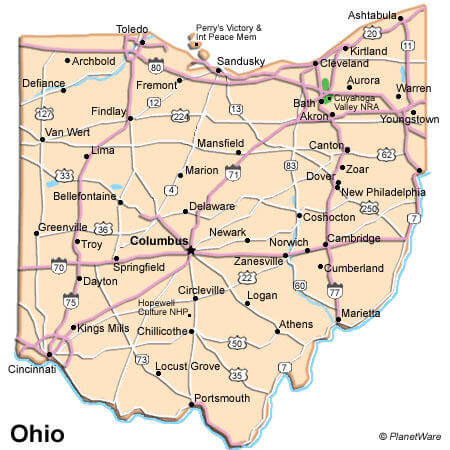 Ashtabula
Perry's Victory &
Int Peace Mem
Toledo
20
11
Kirtland
Archbold
80
Sandusky
Cleveland
Defiance
Fremont
Aurora
Warren
12
Bath
Cuyahoga
Valley NRA
127
Findlay
224
13
Akron
Youngstown
Van Wert
Mansfield
Canton
62
Lima
71
Zoar
33
Marion
Dover
4
New Philadelphia
Bellefontaine
Delaware
250
7
Greenville
36
Coshocton
Troy
Columbus
Newark
Norwich
Cambridge
70
Springfield
Zanesville
Cumberland
75
Dayton
22
60
77
Circleville
Logan
Hopewell
Culture NHP
Marietta
Kings Mills
Chillicothe
Athens
50
Cincinnati
73
Locust Grove
35
7
Portsmouth
Ohio
© PlanetWare